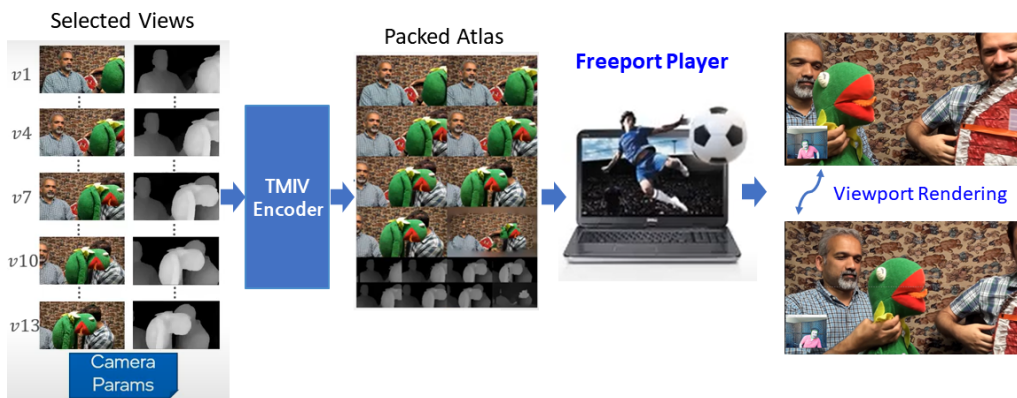 Selected Views
v1
v4
v7
v10
v13
Camera
Params
TMIV
Encoder
Packed Atlas
Freeport Player
Viewport Rendering